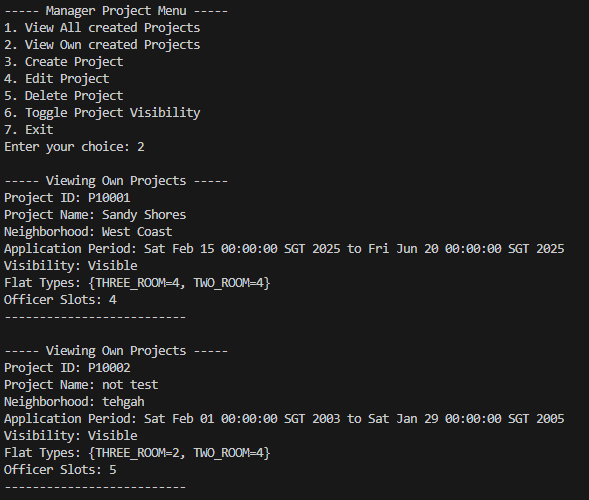 ----- Manager Project Menu -----
1. View All created Projects
2. View Own created Projects
3. Create Project
4. Edit Project
5. Delete Project
6. Toggle Project Visibility
7. Exit
Enter your choice: 2

----- Viewing Own Projects -----
Project ID: P10001
Project Name: Sandy Shores
Neighborhood: West Coast
Application Period: Sat Feb 15 00:00:00 SGT 2025 to Fri Jun 20 00:00:00 SGT 2025
Visibility: Visible
Flat Types: {THREE_ROOM=4, TWO_ROOM=4}
Officer Slots: 4
--------------------------

----- Viewing Own Projects -----
Project ID: P10002
Project Name: not test
Neighborhood: tehgah
Application Period: Sat Feb 01 00:00:00 SGT 2003 to Sat Jan 29 00:00:00 SGT 2005
Visibility: Visible
Flat Types: {THREE_ROOM=2, TWO_ROOM=4}
Officer Slots: 5
--------------------------